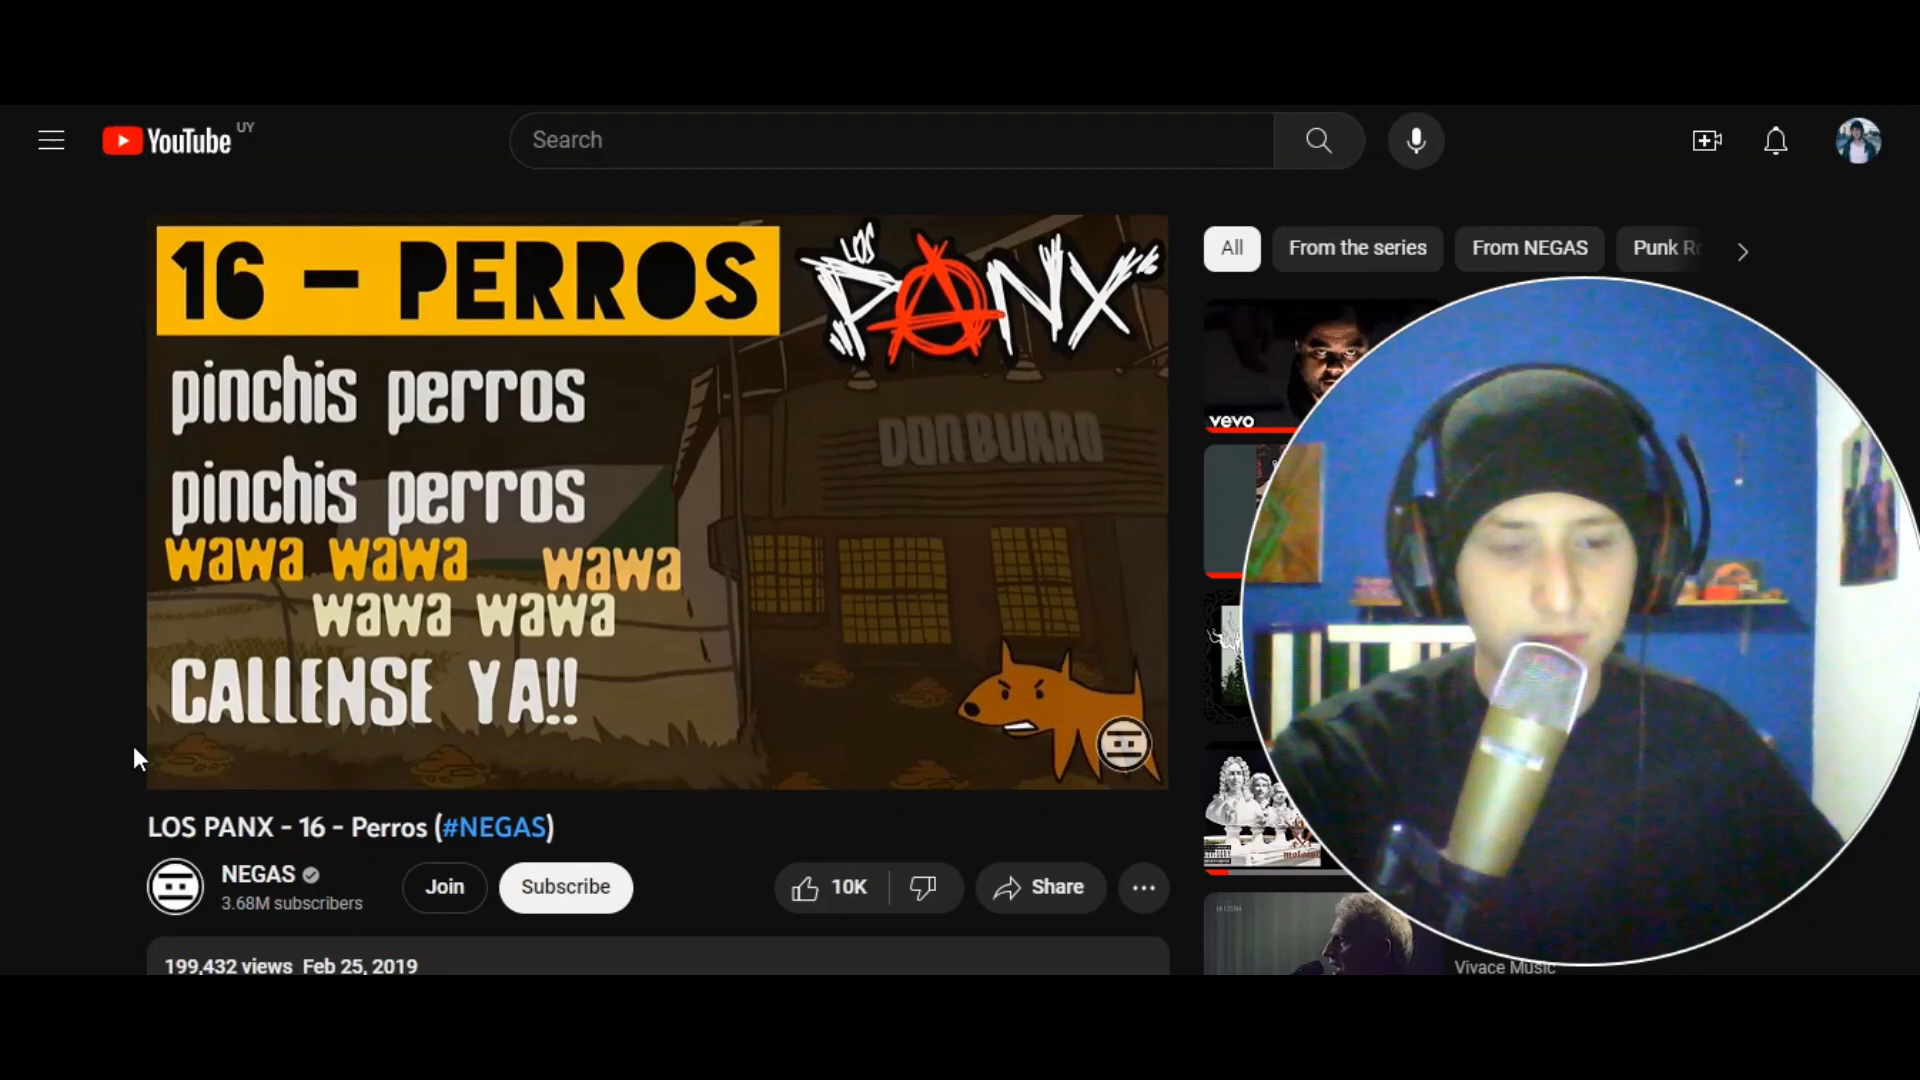 YouTube UY
Search
16 - PERROS
LOS PANX
pinchis perros
pinchis perros
wawa wawa wawa
wawa wawa
CALLENSE YA!!
DON BURRO
All
From the series
From NEGAS
Punk
vevo
LOS PANX - 16 - Perros (#NEGAS)
NEGAS
3.68M subscribers
Join
Subscribe
10K
Share
199,432 views Feb 25, 2019
Vivace Music